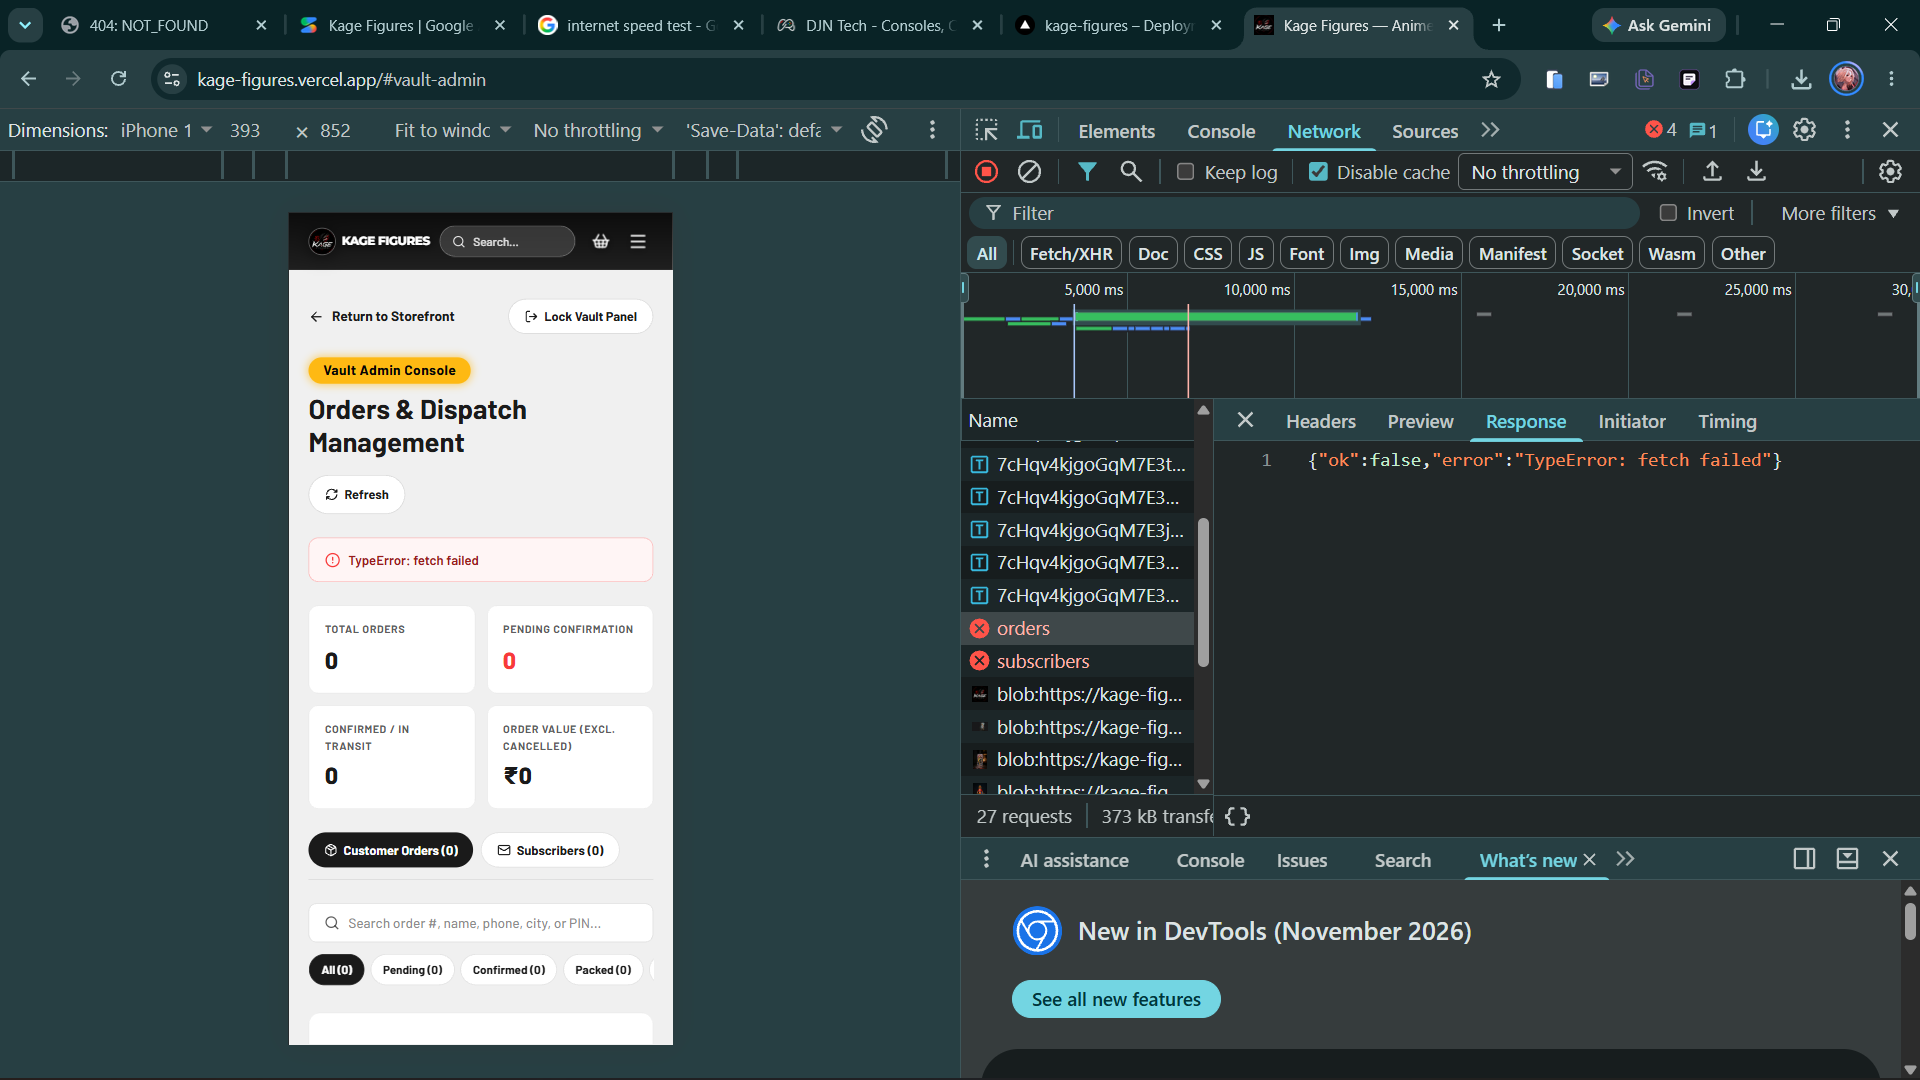 404: NOT_FOUND
Kage Figures | Google
internet speed test - G
DJN Tech - Consoles, C
kage-figures – Deployn
Kage Figures — Anime
Ask Gemini
kage-figures.vercel.app/#vault-admin
Dimensions: iPhone 1 393 × 852 Fit to windc No throttling 'Save-Data': defa
Elements Console Network Sources 4 1
Keep log Disable cache No throttling
Filter Invert More filters
All Fetch/XHR Doc CSS JS Font Img Media Manifest Socket Wasm Other
5,000 ms 10,000 ms 15,000 ms 20,000 ms 25,000 ms 30,
KAGE FIGURES Search...
Return to Storefront Lock Vault Panel
Vault Admin Console
Orders & Dispatch
Management
Refresh
TypeError: fetch failed
TOTAL ORDERS
0
PENDING CONFIRMATION
0
CONFIRMED / IN
TRANSIT
0
ORDER VALUE (EXCL.
CANCELLED)
₹0
Customer Orders (0) Subscribers (0)
Search order #, name, phone, city, or PIN...
All (0) Pending (0) Confirmed (0) Packed (0)
Name
7cHqv4kjgoGqM7E3t...
7cHqv4kjgoGqM7E3...
7cHqv4kjgoGqM7E3j...
7cHqv4kjgoGqM7E3...
7cHqv4kjgoGqM7E3...
orders
subscribers
blob:https://kage-fig...
blob:https://kage-fig...
blob:https://kage-fig...
blob:https://kage-fig
27 requests 373 kB transfe
Headers Preview Response Initiator Timing
1 {"ok":false,"error":"TypeError: fetch failed"}
AI assistance Console Issues Search What's new
New in DevTools (November 2026)
See all new features